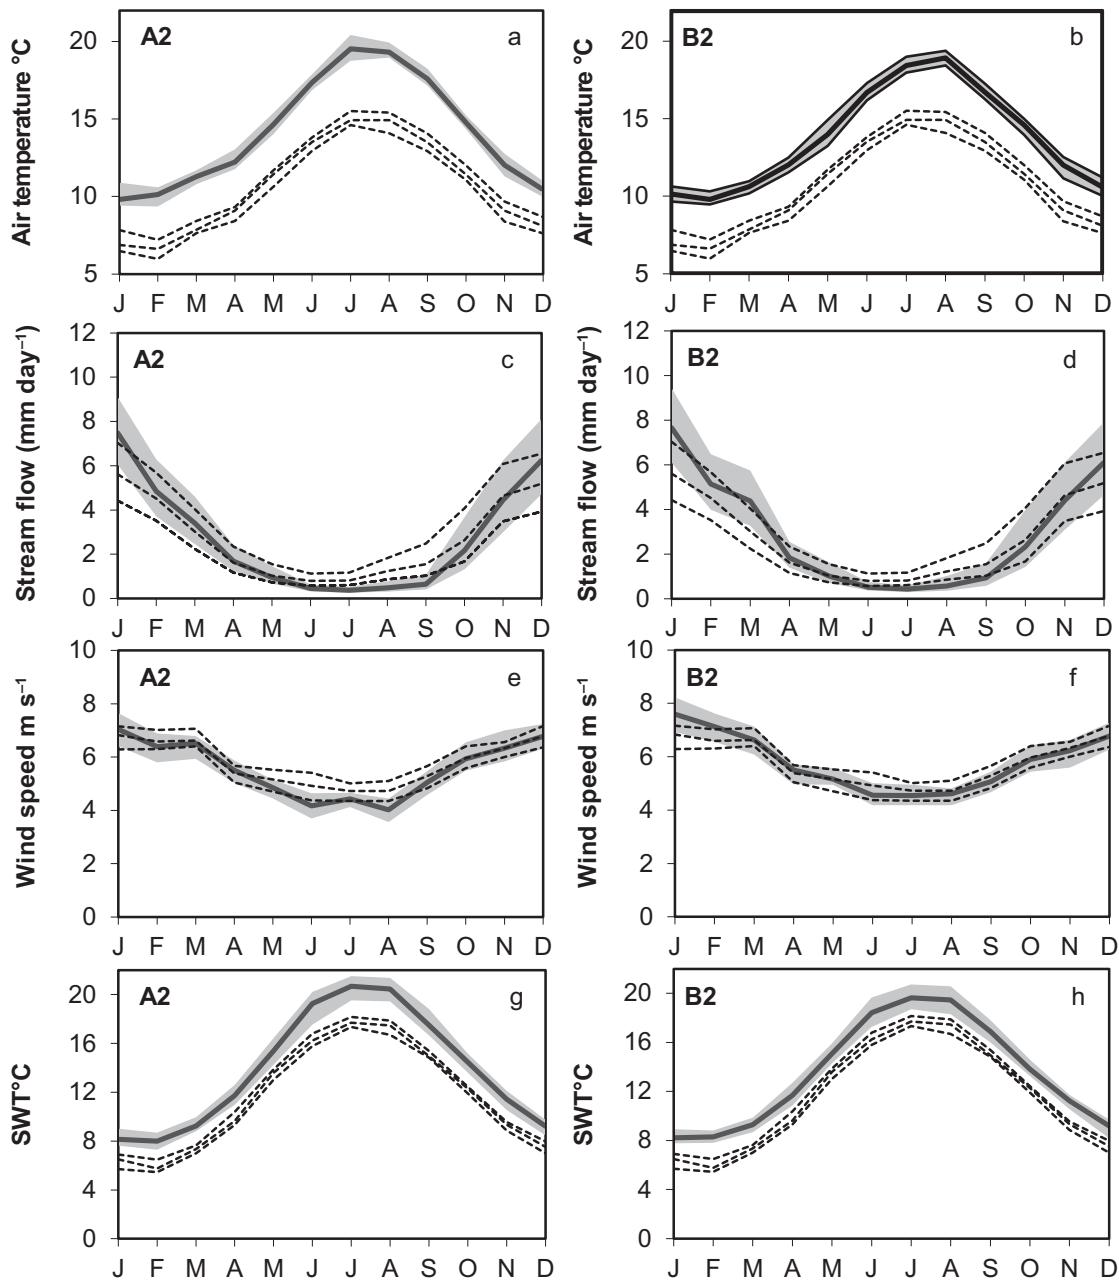 A2 a
Air temperature °C
20
15
10
5
J F M A M J J A S O N D
B2 b
Air temperature °C
20
15
10
5
J F M A M J J A S O N D
A2 c
Stream flow (mm day–1)
12
10
8
6
4
2
0
J F M A M J J A S O N D
B2 d
Stream flow (mm day–1)
12
10
8
6
4
2
0
J F M A M J J A S O N D
A2 e
Wind speed m s–1
10
8
6
4
2
0
J F M A M J J A S O N D
B2 f
Wind speed m s–1
10
8
6
4
2
0
J F M A M J J A S O N D
A2 g
SWT°C
20
16
12
8
4
0
J F M A M J J A S O N D
B2 h
SWT°C
20
16
12
8
4
0
J F M A M J J A S O N D